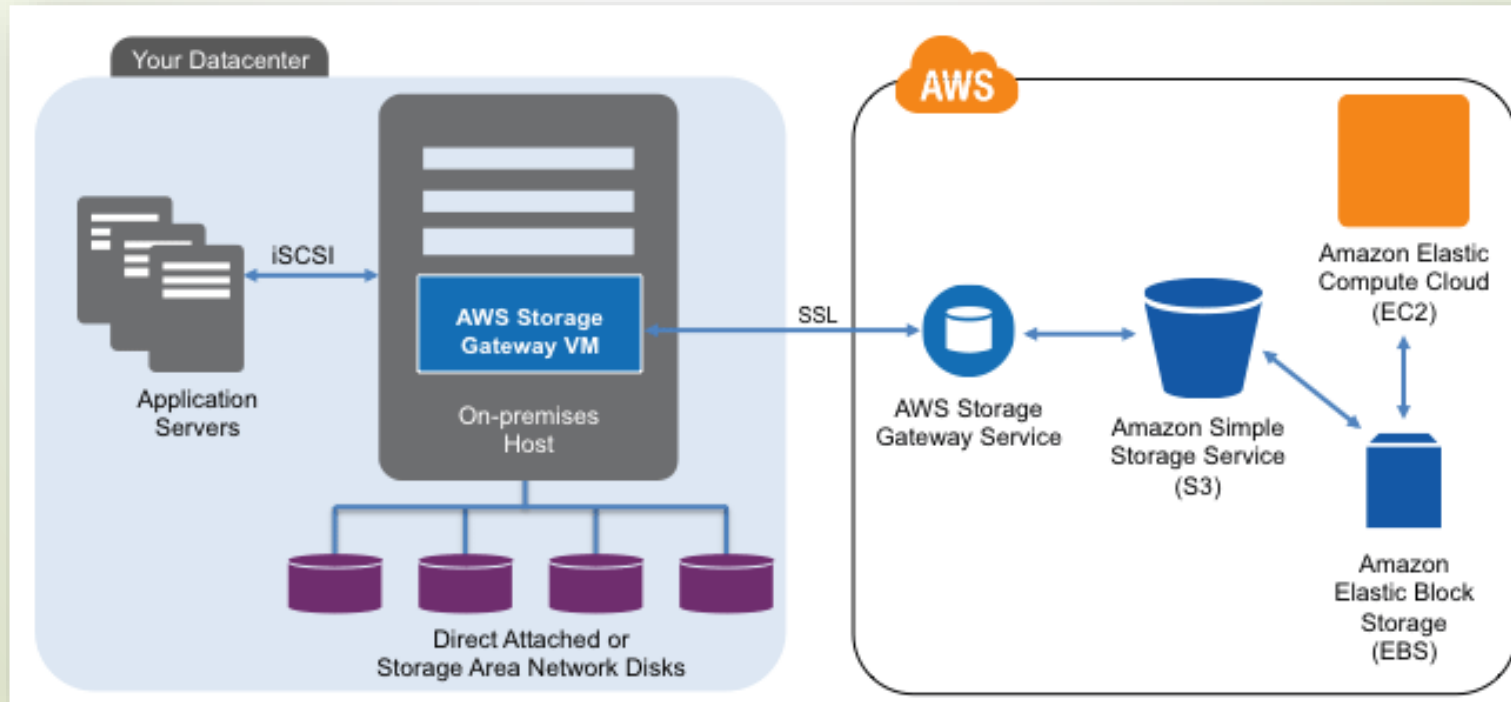 Your Datacenter
AWS
iSCSI
AWS Storage
Gateway VM
SSL
Application
Servers
On-premises
Host
Direct Attached or
Storage Area Network Disks
AWS Storage
Gateway Service
Amazon Simple
Storage Service
(S3)
Amazon Elastic
Compute Cloud
(EC2)
Amazon
Elastic Block
Storage
(EBS)